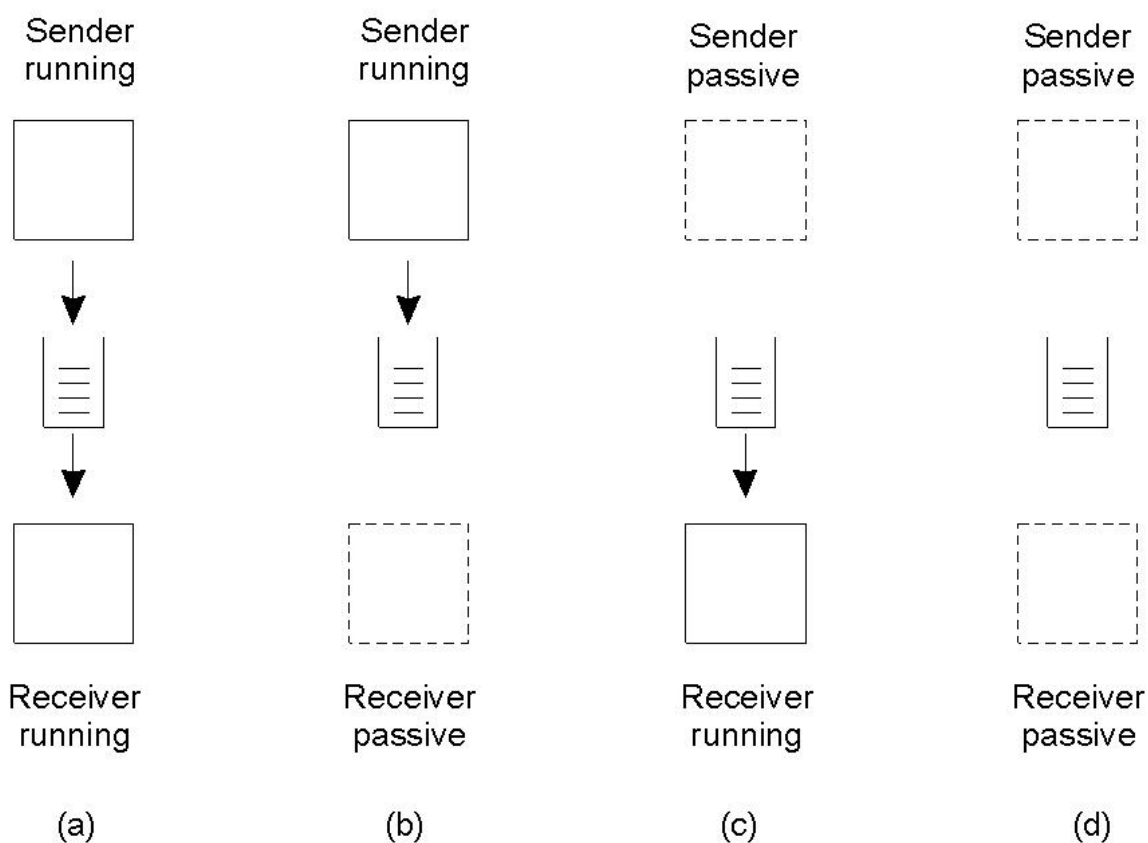 Sender
running
Sender
running
Sender
passive
Sender
passive
Receiver
running
Receiver
passive
Receiver
running
Receiver
passive
(a)
(b)
(c)
(d)